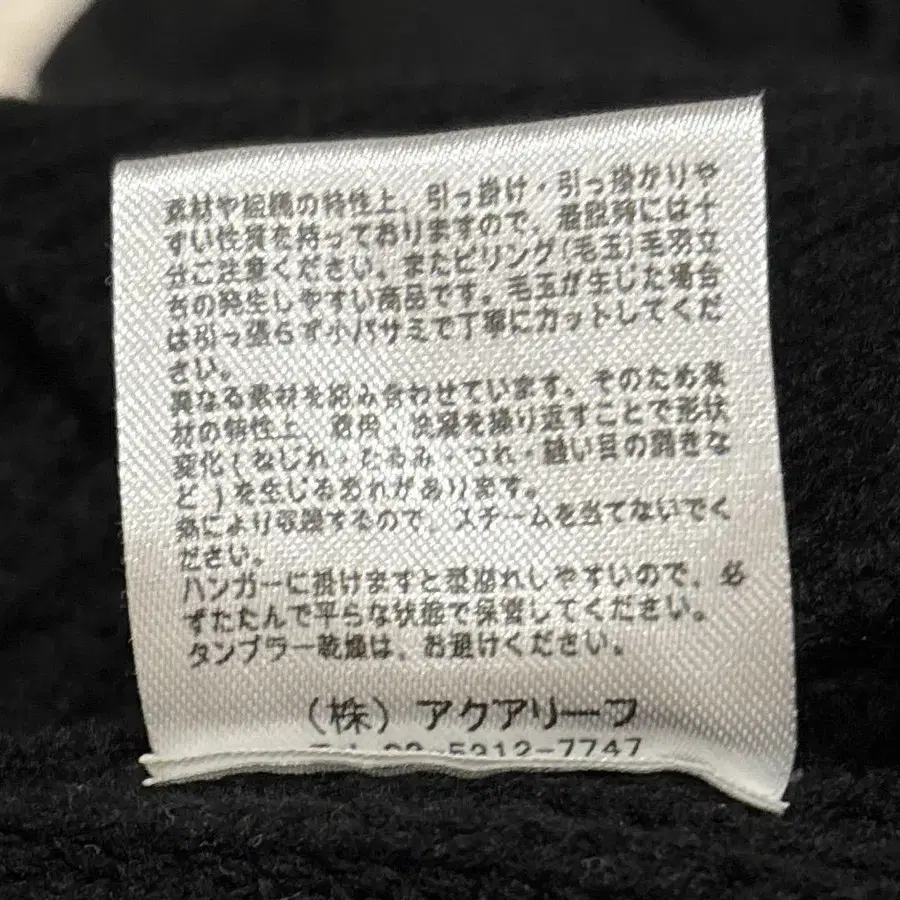 素材や組織の特性上、引っ掛け・引っ掛かりや
すい性質を持っておりますので、着脱時には十
分ご注意ください。またピリング(毛玉)毛羽立
ちの発生しやすい商品です。毛玉が生じた場合
は引っ張らず小バサミで丁寧にカットしてくだ
さい。
異なる素材を組み合わせています。そのため素
材の特性上、着用・洗濯を繰り返すことで形状
変化(ねじれ・たるみ・つれ・縫い目の開きな
ど)を生じるおそれがあります。
熱により収縮するので、スチームを当てないでく
ださい。
ハンガーに掛けますと型崩れしやすいので、必
ずたたんで平らな状態で保管してください。
タンブラー乾燥は、お避けください。
(株)アクアリーフ
-5312-7747